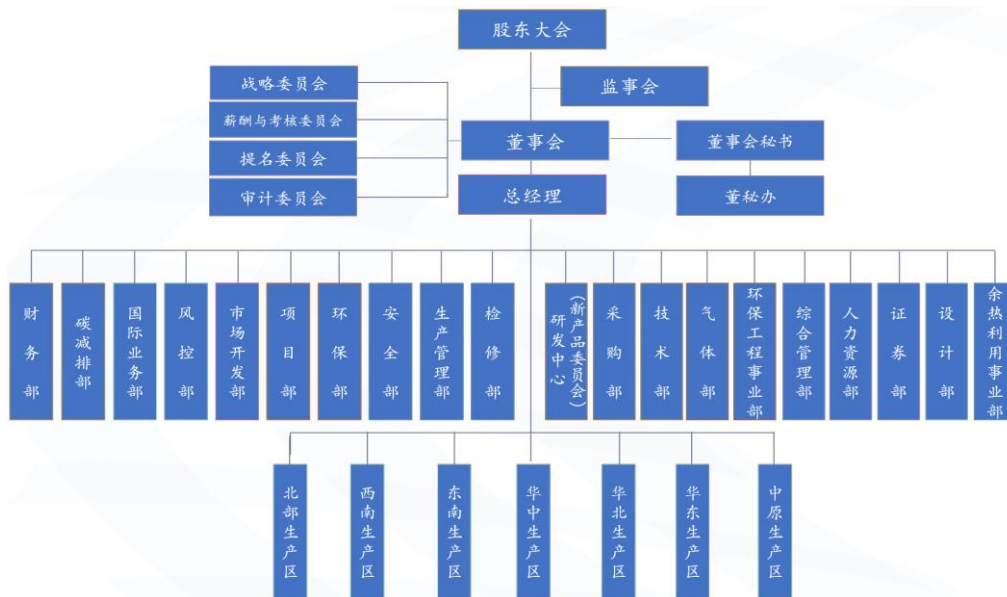 股东大会
监事会
战略委员会
薪酬与考核委员会
提名委员会
审计委员会
董事会
董事会秘书
总经理
董秘办
财务部
碳减排部
国际业务部
风控部
市场开发部
项目部
环保部
安全部
生产管理部
检修部
研发中心
（新产品委员会）
采购部
技术部
气体部
环保工程事业部
综合管理部
人力资源部
证券部
设计部
余热利用事业部
北部生产区
西南生产区
东南生产区
华中生产区
华北生产区
华东生产区
中原生产区